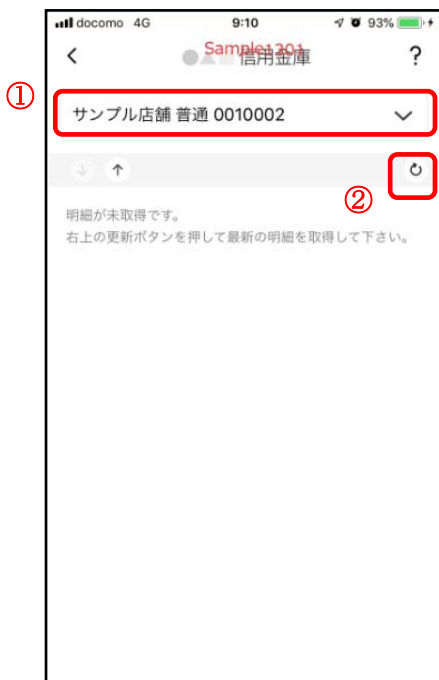 docomo 4G 9:10 93%
Sample1201
信用金庫 ?
①
サンプル店舗 普通 0010002
②
明細が未取得です。
右上の更新ボタンを押して最新の明細を取得して下さい。